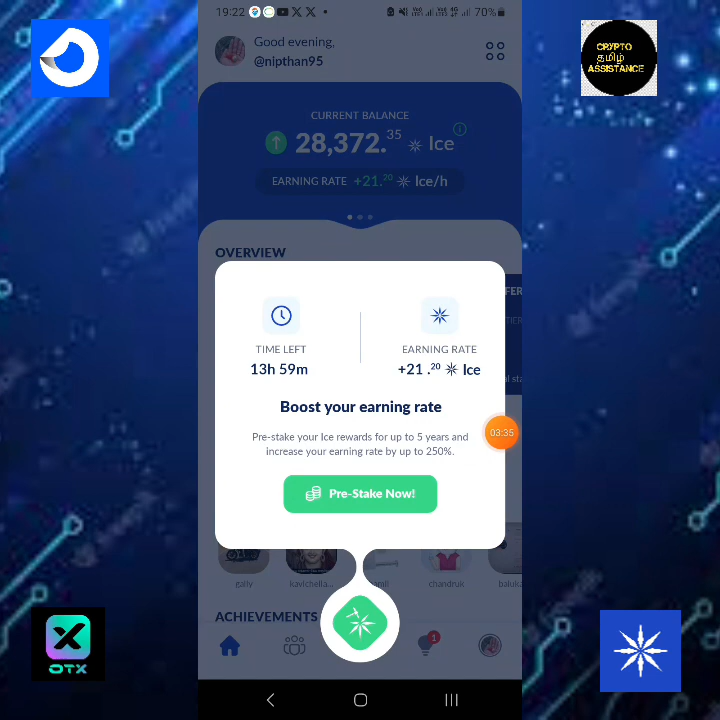 CRYPTO
தமிழ்
ASSISTANCE
19:22
70%
Good evening,
@nipthan95
CURRENT BALANCE
28,372.35 Ice
EARNING RATE +21.20 Ice/h
OVERVIEW
TIME LEFT
13h 59m
EARNING RATE
+21 .20 Ice
Boost your earning rate
Pre-stake your Ice rewards for up to 5 years and
increase your earning rate by up to 250%.
Pre-Stake Now!
03:35
chandruk
ACHIEVEMENTS
1
OTX